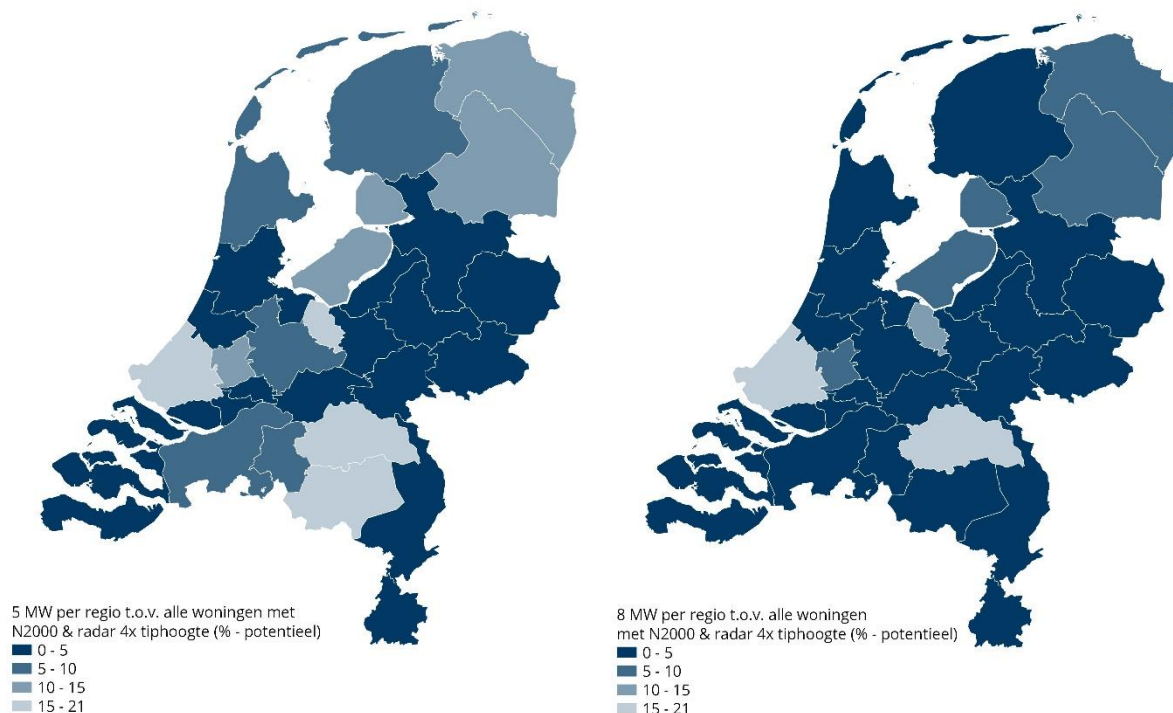 5 MW per regio t.o.v. alle woningen met
N2000 & radar 4x tiphoogte (% - potentieel)
0 - 5
5 - 10
10 - 15
15 - 21
8 MW per regio t.o.v. alle woningen
met N2000 & radar 4x tiphoogte (% - potentieel)
0 - 5
5 - 10
10 - 15
15 - 21